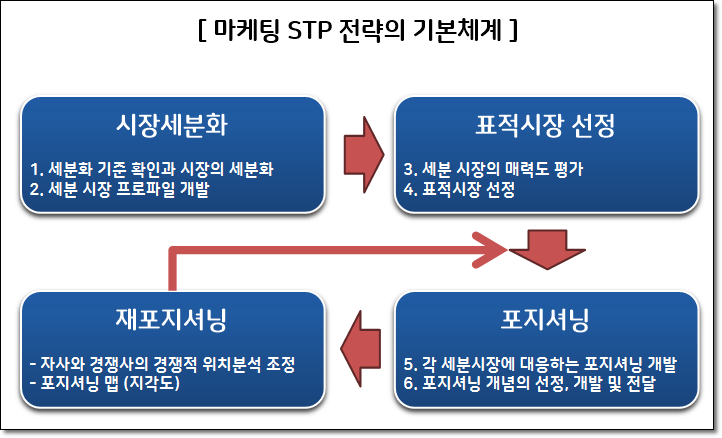 [ 마케팅 STP 전략의 기본체계 ]
시장세분화
1. 세분화 기준 확인과 시장의 세분화
2. 세분 시장 프로파일 개발
표적시장 선정
3. 세분 시장의 매력도 평가
4. 표적시장 선정
포지셔닝
5. 각 세분시장에 대응하는 포지셔닝 개발
6. 포지셔닝 개념의 선정, 개발 및 전달
재포지셔닝
- 자사와 경쟁사의 경쟁적 위치분석 조정
- 포지셔닝 맵 (지각도)